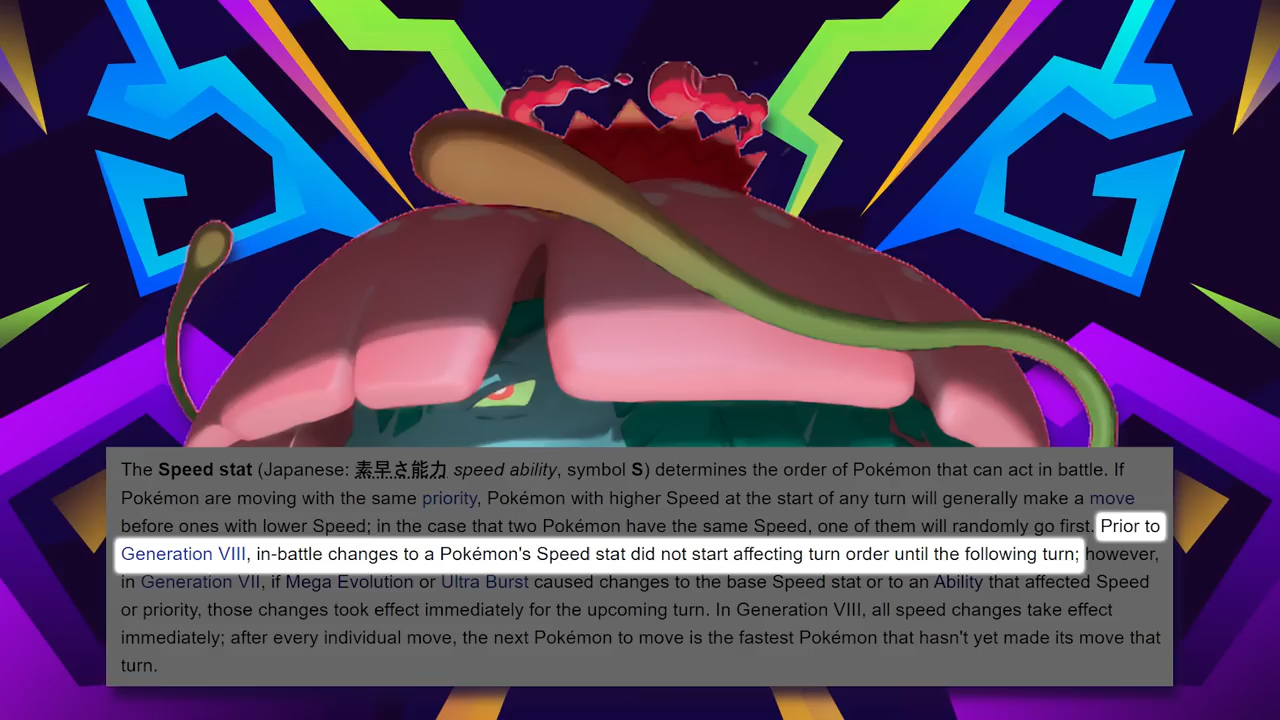 The Speed stat (Japanese: 素早さ能力 speed ability, symbol S) determines the order of Pokémon that can act in battle. If
Pokémon are moving with the same priority, Pokémon with higher Speed at the start of any turn will generally make a move
before ones with lower Speed; in the case that two Pokémon have the same Speed, one of them will randomly go first. Prior to
Generation VIII, in-battle changes to a Pokémon's Speed stat did not start affecting turn order until the following turn; however,
in Generation VII, if Mega Evolution or Ultra Burst caused changes to the base Speed stat or to an Ability that affected Speed
or priority, those changes took effect immediately for the upcoming turn. In Generation VIII, all speed changes take effect
immediately; after every individual move, the next Pokémon to move is the fastest Pokémon that hasn't yet made its move that
turn.